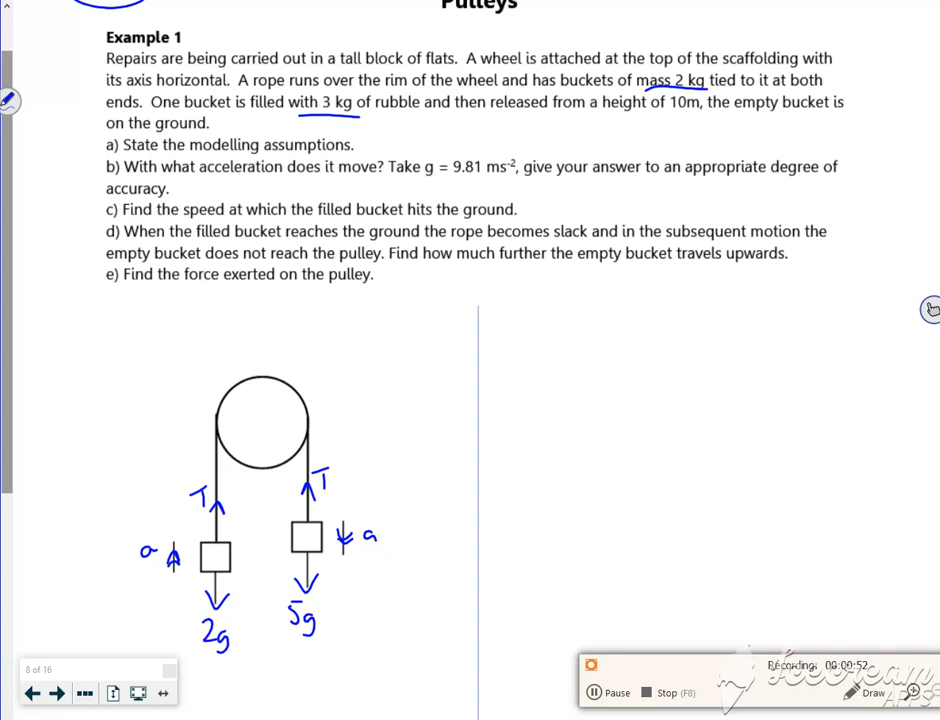 Pulleys
Example 1
Repairs are being carried out in a tall block of flats. A wheel is attached at the top of the scaffolding with
its axis horizontal. A rope runs over the rim of the wheel and has buckets of mass 2 kg tied to it at both
ends. One bucket is filled with 3 kg of rubble and then released from a height of 10m, the empty bucket is
on the ground.
a) State the modelling assumptions.
b) With what acceleration does it move? Take g = 9.81 ms⁻², give your answer to an appropriate degree of
accuracy.
c) Find the speed at which the filled bucket hits the ground.
d) When the filled bucket reaches the ground the rope becomes slack and in the subsequent motion the
empty bucket does not reach the pulley. Find how much further the empty bucket travels upwards.
e) Find the force exerted on the pulley.
T
T
a
a
2g
5g
8 of 16
Recording: 00:00:52
Pause Stop (F8) Draw
Icecream
APPS